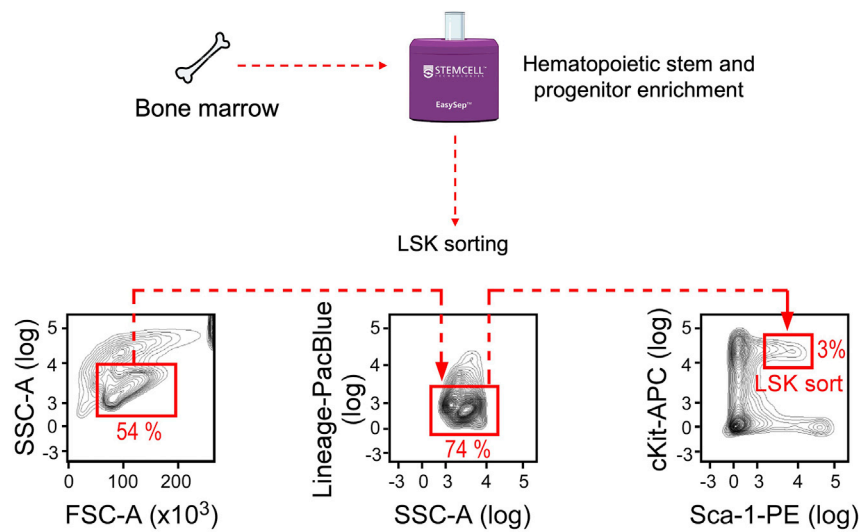 Bone marrow
STEMCELL™
TECHNOLOGIES
EasySep™
Hematopoietic stem and
progenitor enrichment
LSK sorting
SSC-A (log)
5
4
3
0
-3
54 %
0
100
200
FSC-A (x10³)
Lineage-PacBlue
(log)
5
4
3
0
-3
74 %
-3
0
3
4
5
SSC-A (log)
cKit-APC (log)
5
4
3
0
-3
3%
LSK sort
-3
0
3
4
5
Sca-1-PE (log)